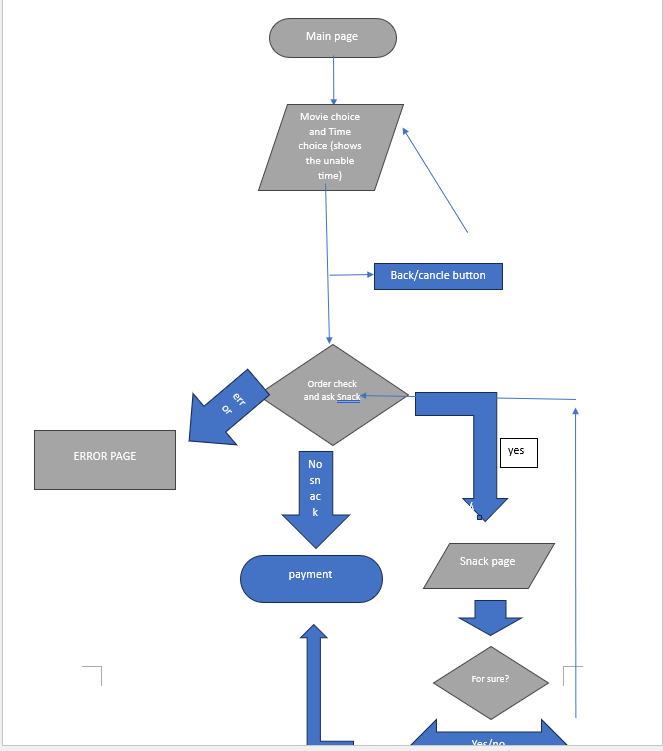 Main page
Movie choice
and Time
choice (shows
the unable
time)
Back/cancle button
Order check
and ask Snack
err
or
ERROR PAGE
No
sn
ac
k
yes
payment
Snack page
For sure?
Yes/no